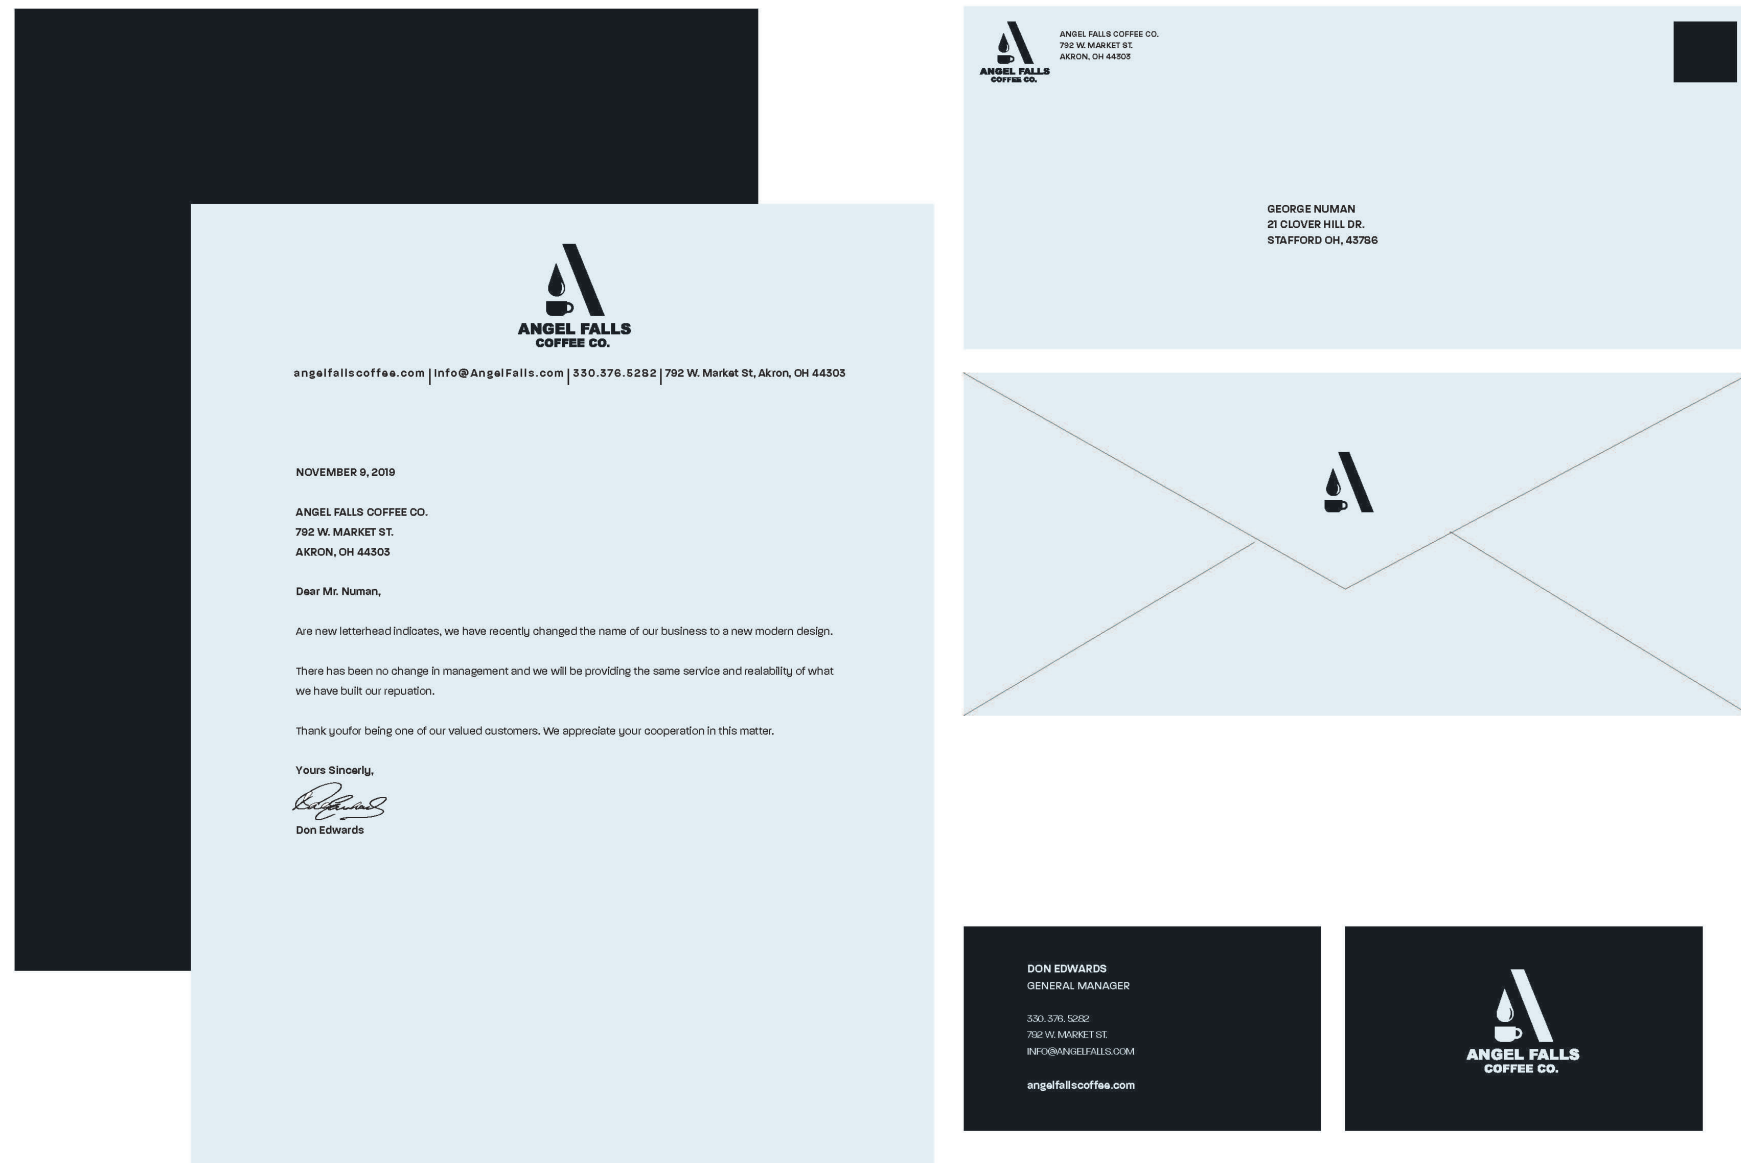 ANGEL FALLS
COFFEE CO.
angelfallscoffee.com | Info@AngelFalls.com | 330.376.5282 | 792 W. Market St, Akron, OH 44303
NOVEMBER 9, 2019
ANGEL FALLS COFFEE CO.
792 W. MARKET ST.
AKRON, OH 44303
Dear Mr. Numan,
Are new letterhead indicates, we have recently changed the name of our business to a new modern design.
There has been no change in management and we will be providing the same service and realability of what
we have built our repuation.
Thank youfor being one of our valued customers. We appreciate your cooperation in this matter.
Yours Sincerly,
Don Edwards
ANGEL FALLS
COFFEE CO.
ANGEL FALLS COFFEE CO.
792 W. MARKET ST.
AKRON, OH 44303
GEORGE NUMAN
21 CLOVER HILL DR.
STAFFORD OH, 43786
DON EDWARDS
GENERAL MANAGER
330. 376. 5282
792 W. MARKET ST.
INFO@ANGELFALLS.COM
angelfallscoffee.com
ANGEL FALLS
COFFEE CO.